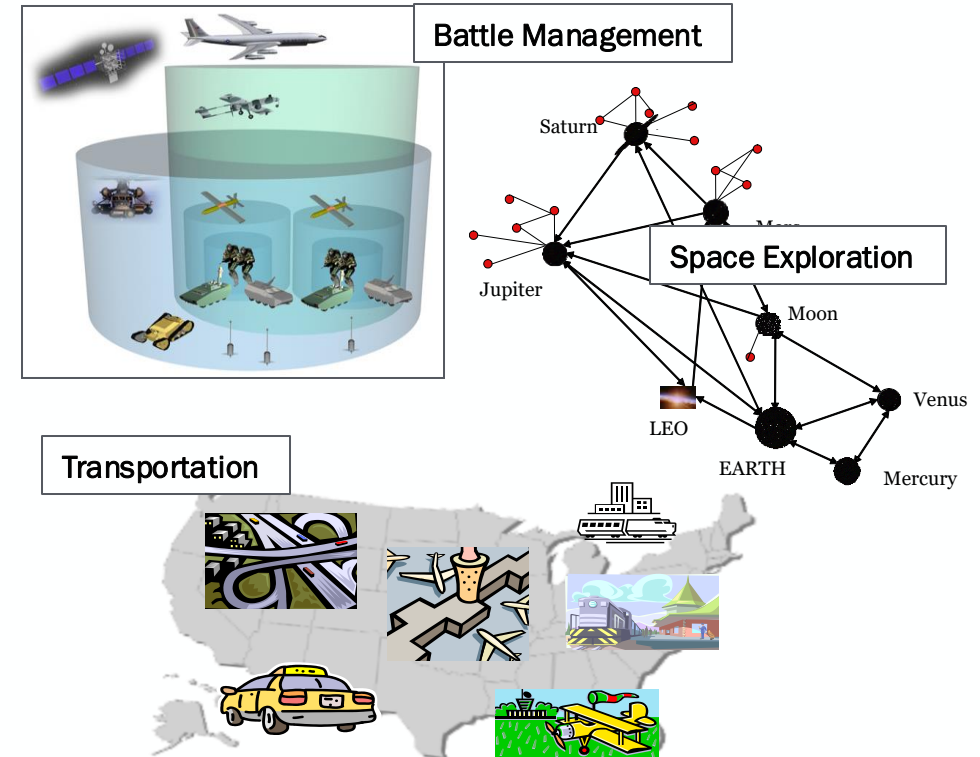 Battle Management
Saturn
Space Exploration
Jupiter
Moon
Venus
LEO
EARTH
Mercury
Transportation